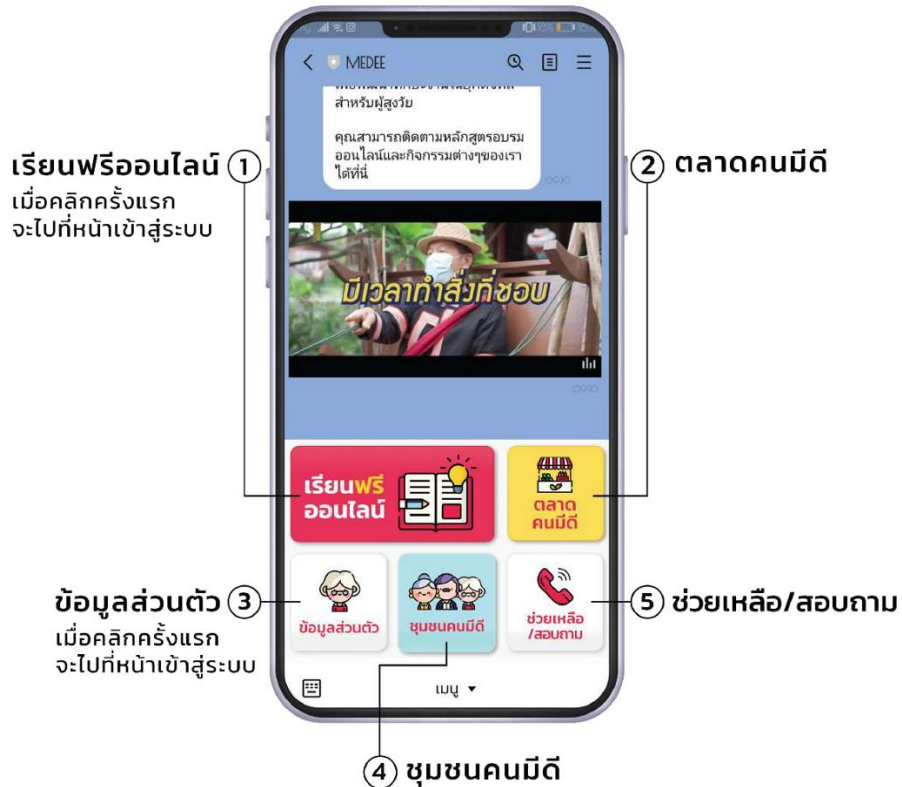 MEDEE
สำหรับผู้สูงวัย
คุณสามารถติดตามหลักสูตรอบรม
ออนไลน์และกิจกรรมต่างๆของเรา
ได้ที่นี่
09:10
เรียนฟรีออนไลน์ 1
เมื่อคลิกครั้งแรก
จะไปที่หน้าเข้าสู่ระบบ
2 ตลาดคนมีดี
มีเวลาทำสิ่งที่ชอบ
09:10
เรียนฟรี
ออนไลน์
ตลาด
คนมีดี
ข้อมูลส่วนตัว 3
เมื่อคลิกครั้งแรก
จะไปที่หน้าเข้าสู่ระบบ
ข้อมูลส่วนตัว
ชุมชนคนมีดี
ช่วยเหลือ
/สอบถาม
5 ช่วยเหลือ/สอบถาม
เมนู ▼
4 ชุมชนคนมีดี